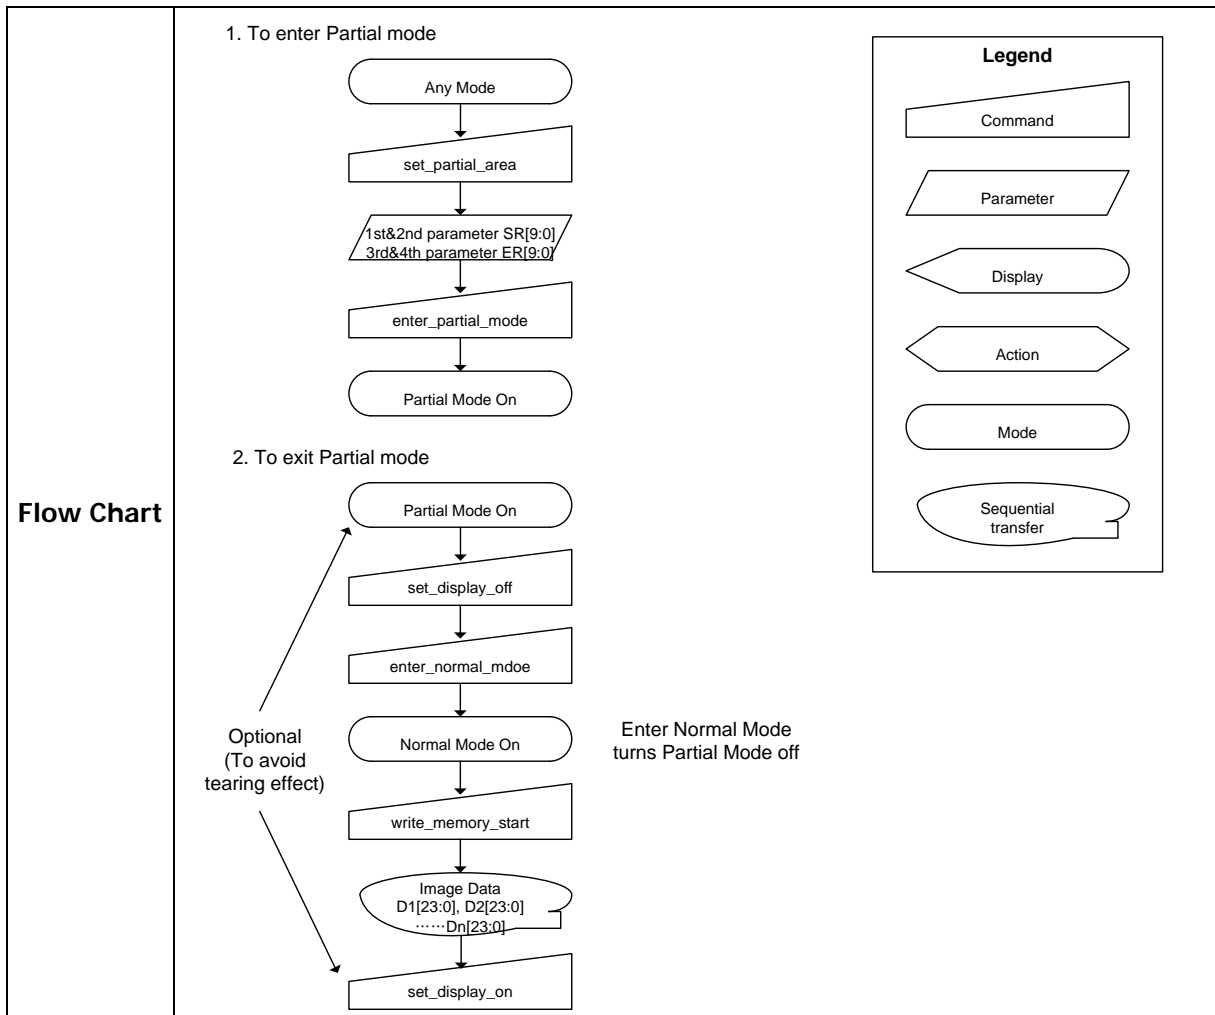 Flow Chart
1. To enter Partial mode
Any Mode
set_partial_area
1st&2nd parameter SR[9:0]
3rd&4th parameter ER[9:0]
enter_partial_mode
Partial Mode On
2. To exit Partial mode
Partial Mode On
set_display_off
enter_normal_mdoe
Normal Mode On
Enter Normal Mode
turns Partial Mode off
Optional
(To avoid
tearing effect)
write_memory_start
Image Data
D1[23:0], D2[23:0]
……Dn[23:0]
set_display_on
Legend
Command
Parameter
Display
Action
Mode
Sequential
transfer